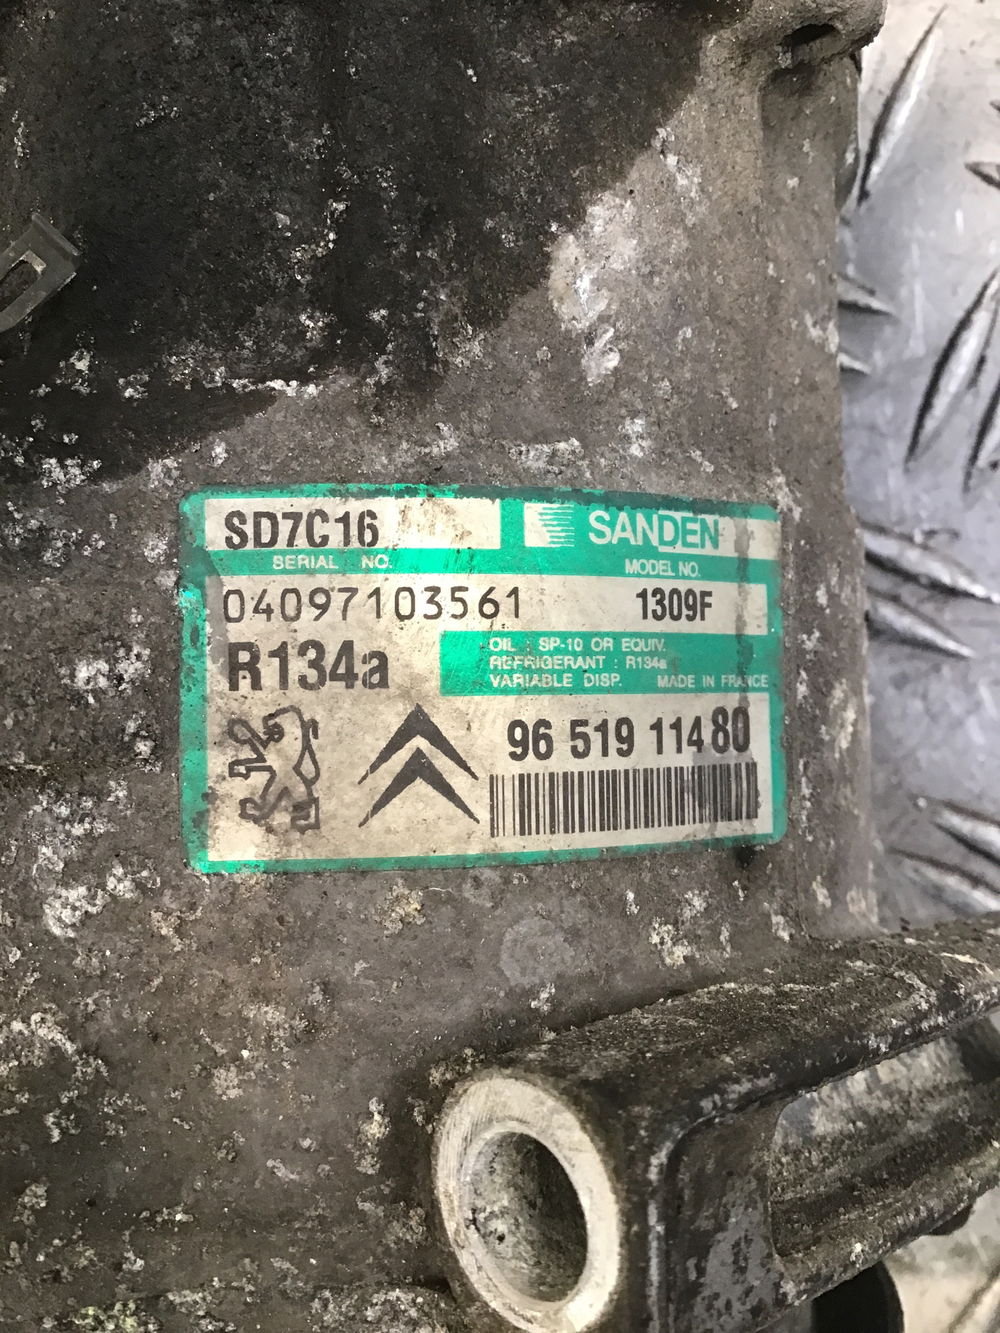 SD7C16
SANDEN
SERIAL NO.
MODEL NO.
04097103561
1309F
R134a
OIL : SP-10 OR EQUIV.
REFRIGERANT : R134a
VARIABLE DISP. MADE IN FRANCE
96 519 114 80